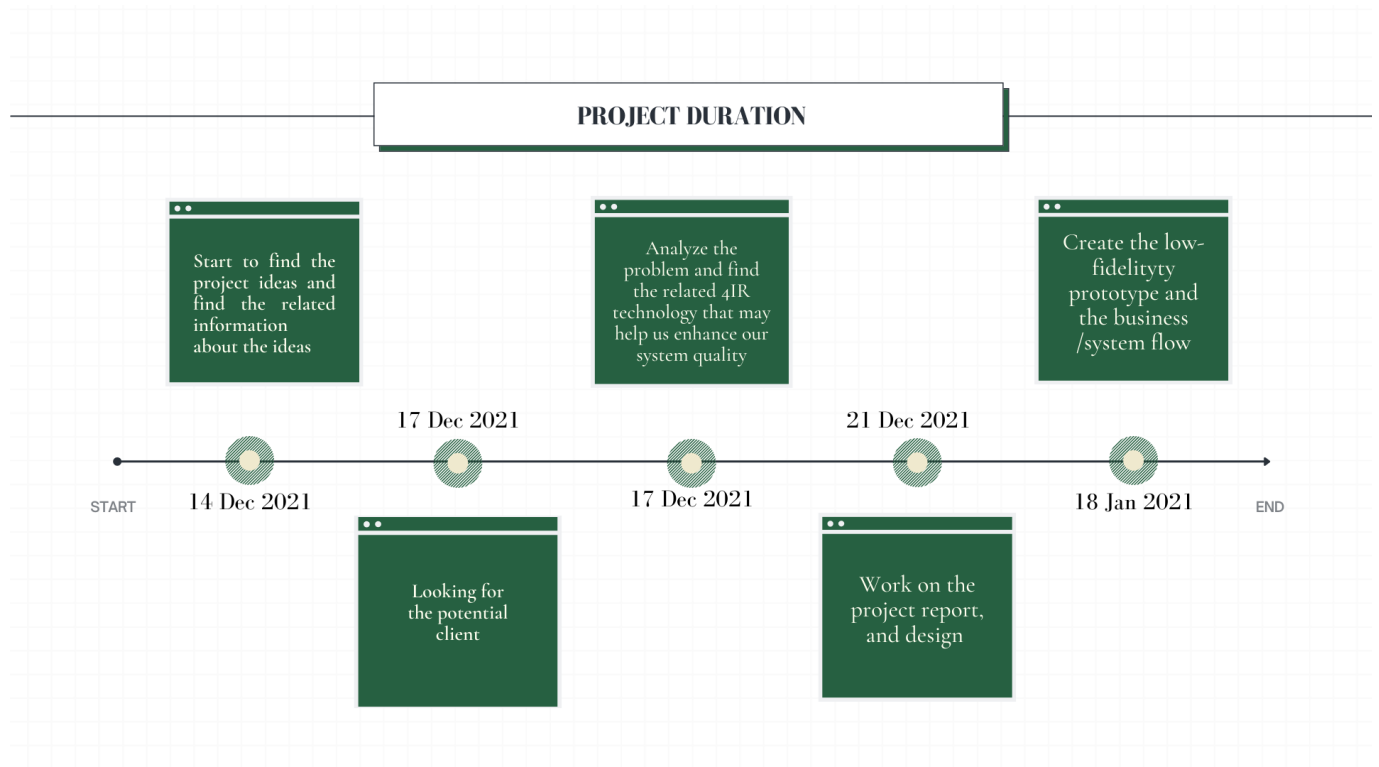 PROJECT DURATION
Start to find the
project ideas and
find the related
information
about the ideas
Analyze the
problem and find
the related 4IR
technology that may
help us enhance our
system quality
Create the low-
fidelityty
prototype and
the business
/system flow
17 Dec 2021
21 Dec 2021
START
14 Dec 2021
17 Dec 2021
18 Jan 2021
END
Looking for
the potential
client
Work on the
project report,
and design